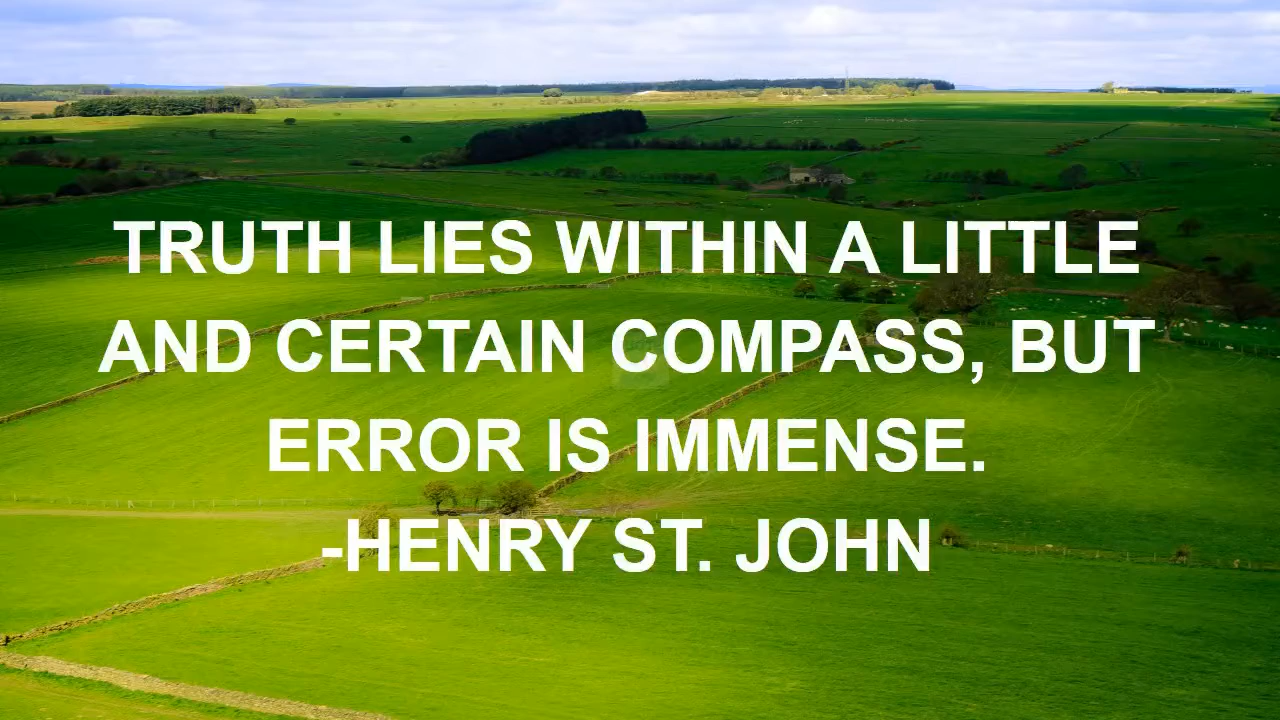 TRUTH LIES WITHIN A LITTLE
AND CERTAIN COMPASS, BUT
ERROR IS IMMENSE.
-HENRY ST. JOHN